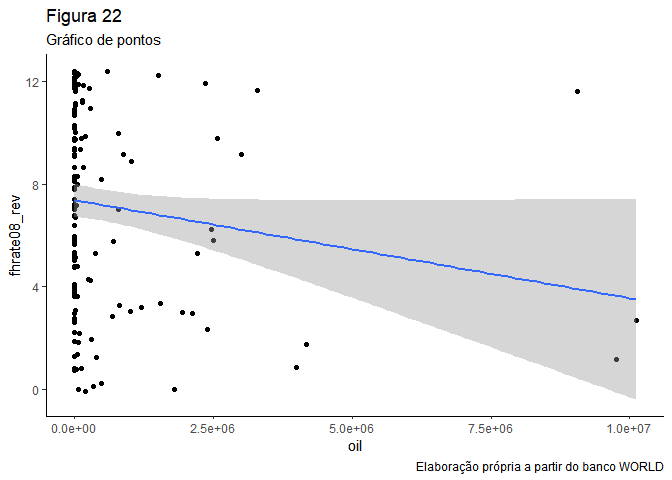 Figura 22
Gráfico de pontos
12
8
4
0
fhrate08_rev
0.0e+00 2.5e+06 5.0e+06 7.5e+06 1.0e+07
oil
Elaboração própria a partir do banco WORLD